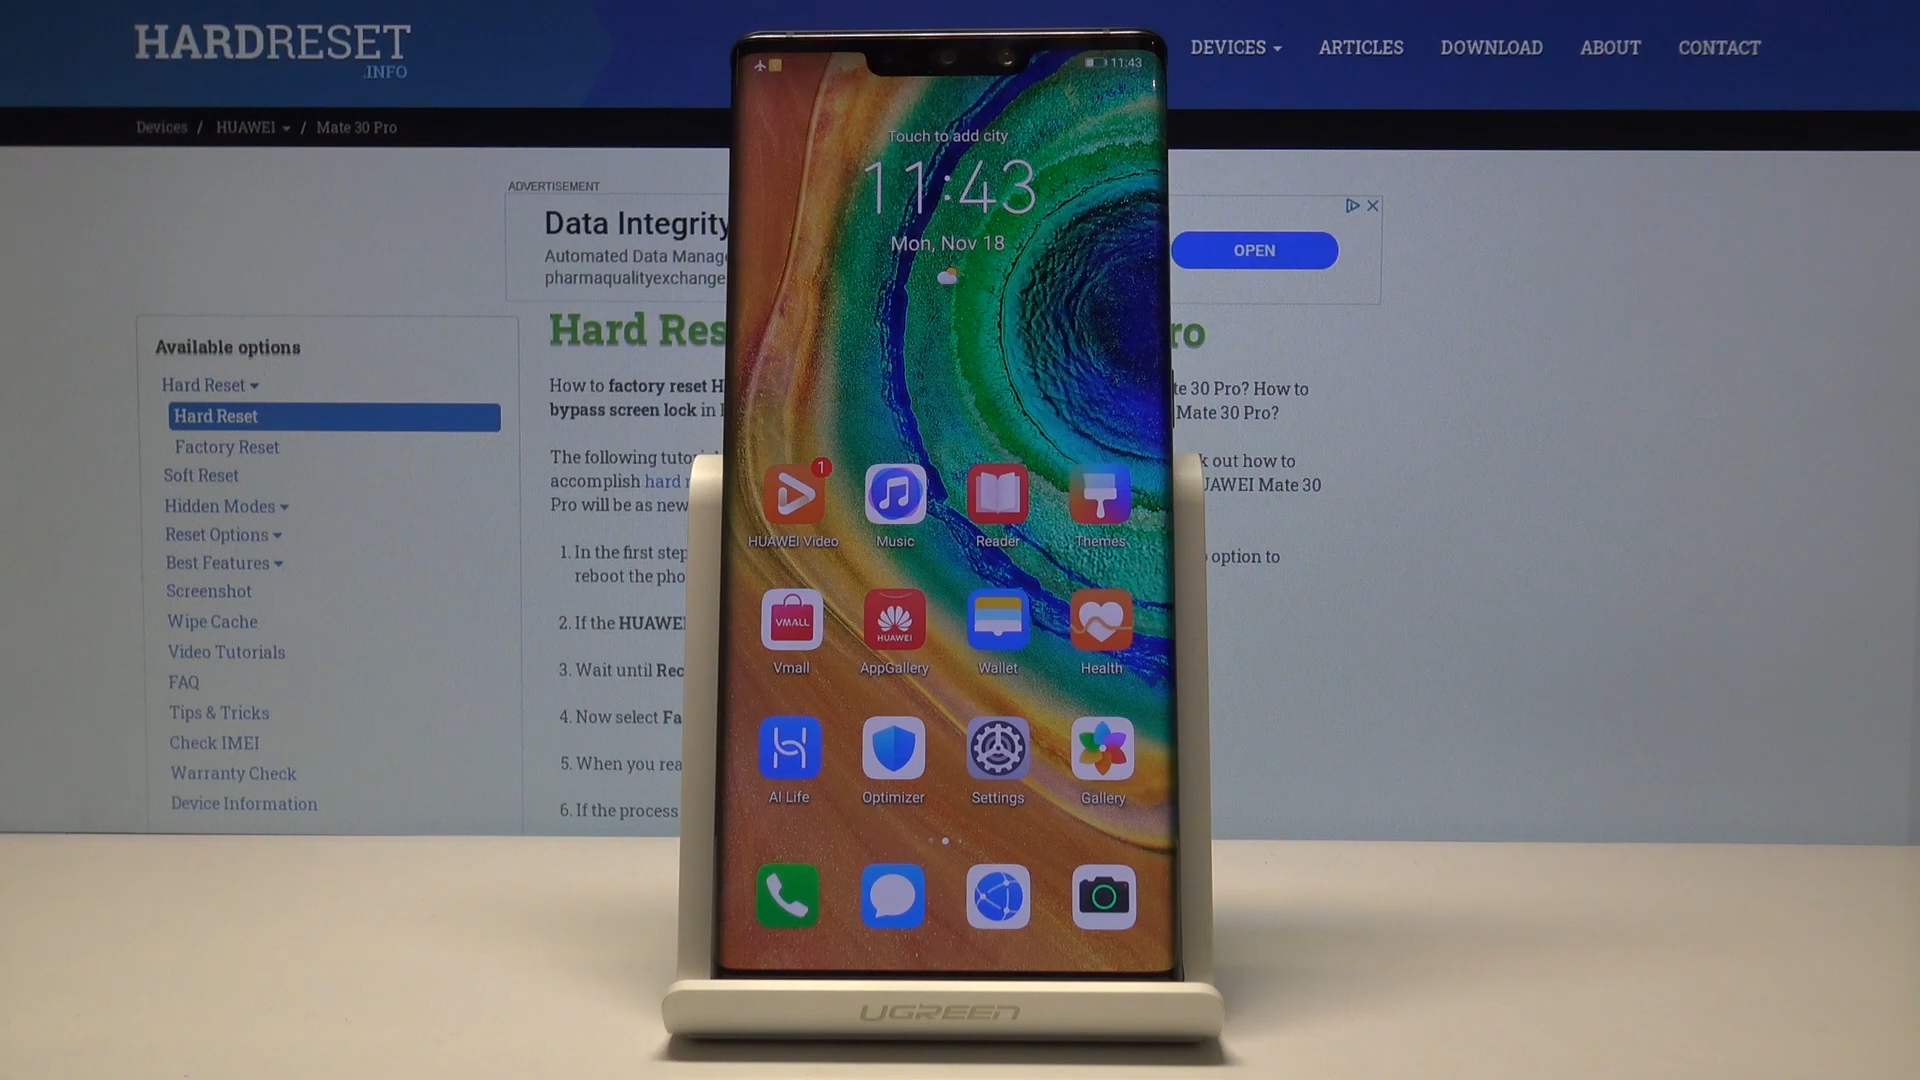 HARDRESET
.INFO
DEVICES
ARTICLES
DOWNLOAD
ABOUT
CONTACT
Devices / HUAWEI / Mate 30 Pro
ADVERTISEMENT
Data Integrity
Automated Data Manage
pharmaqualityexchange
OPEN
Available options
Hard Reset
Hard Reset
Factory Reset
Soft Reset
Hidden Modes
Reset Options
Best Features
Screenshot
Wipe Cache
Video Tutorials
FAQ
Tips & Tricks
Check IMEI
Warranty Check
Device Information
Hard Res
ro
How to factory reset H
te 30 Pro? How to
bypass screen lock in
Mate 30 Pro?
The following tutor
k out how to
accomplish hard r
UAWEI Mate 30
Pro will be as new
1. In the first step
option to
reboot the pho
2. If the HUAWEI
3. Wait until Rec
4. Now select Fa
5. When you rea
6. If the process
11:43
Touch to add city
11:43
Mon, Nov 18
1
HUAWEI Video
Music
Reader
Themes
VMALL
HUAWEI
Vmall
AppGallery
Wallet
Health
AI Life
Optimizer
Settings
Gallery
UGREEN